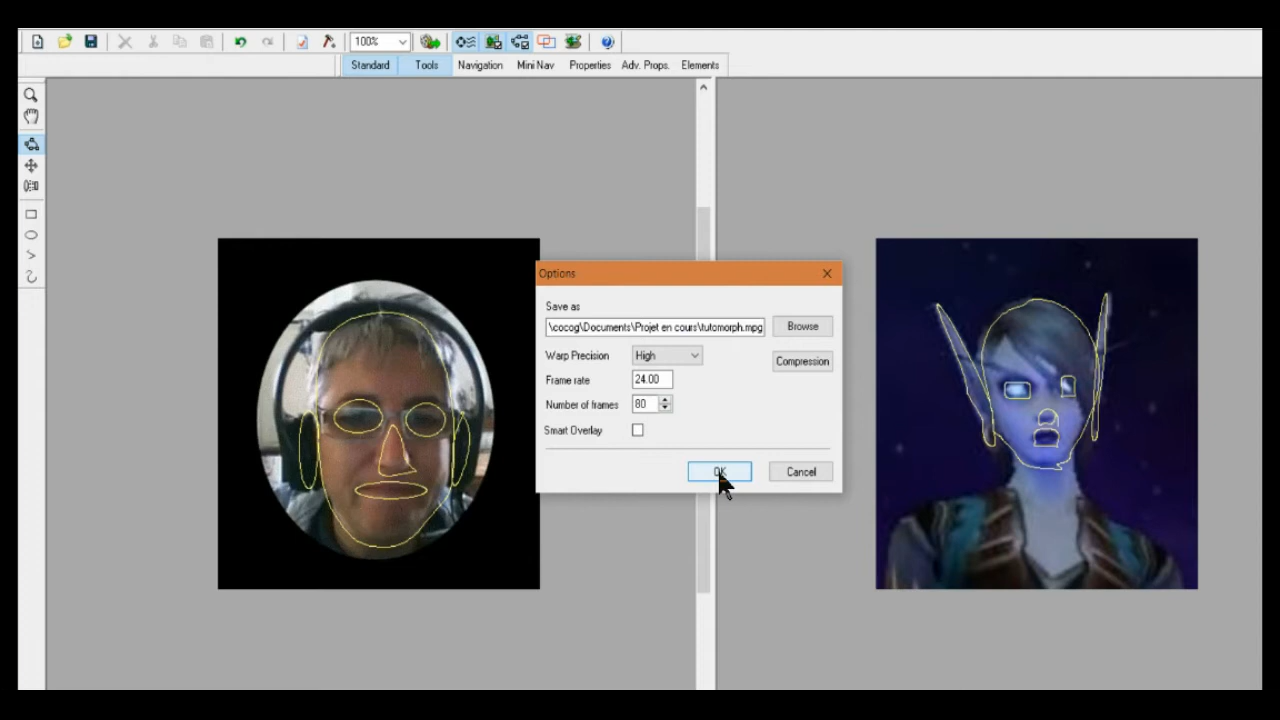 100%
Standard Tools Navigation Mini Nav Properties Adv. Props. Elements
Options
Save as
\cocog\Documents\Projet en cours\tutomorph.mpg Browse
Warp Precision High Compression
Frame rate 24.00
Number of frames 80
Smart Overlay
OK Cancel